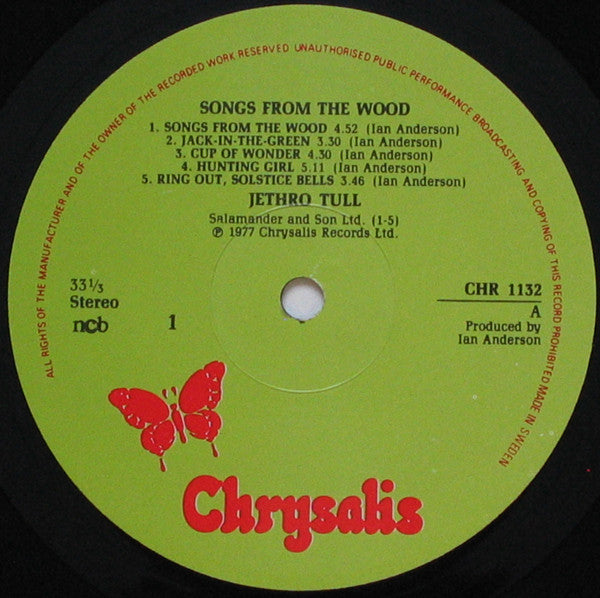 ALL RIGHTS OF THE MANUFACTURER AND OF THE OWNER OF THE RECORDED WORK RESERVED UNAUTHORISED PUBLIC PERFORMANCE BROADCASTING AND COPYING OF THIS RECORD PROHIBITED MADE IN SWEDEN
SONGS FROM THE WOOD
1. SONGS FROM THE WOOD 4.52 (Ian Anderson)
2. JACK-IN-THE-GREEN 3.30 (Ian Anderson)
3. CUP OF WONDER 4.30 (Ian Anderson)
4. HUNTING GIRL 5.11 (Ian Anderson)
5. RING OUT, SOLSTICE BELLS 3.46 (Ian Anderson)
JETHRO TULL
Salamander and Son Ltd. (1-5)
℗ 1977 Chrysalis Records Ltd.
33⅓
Stereo
ncb
1
CHR 1132
A
Produced by
Ian Anderson
Chrysalis